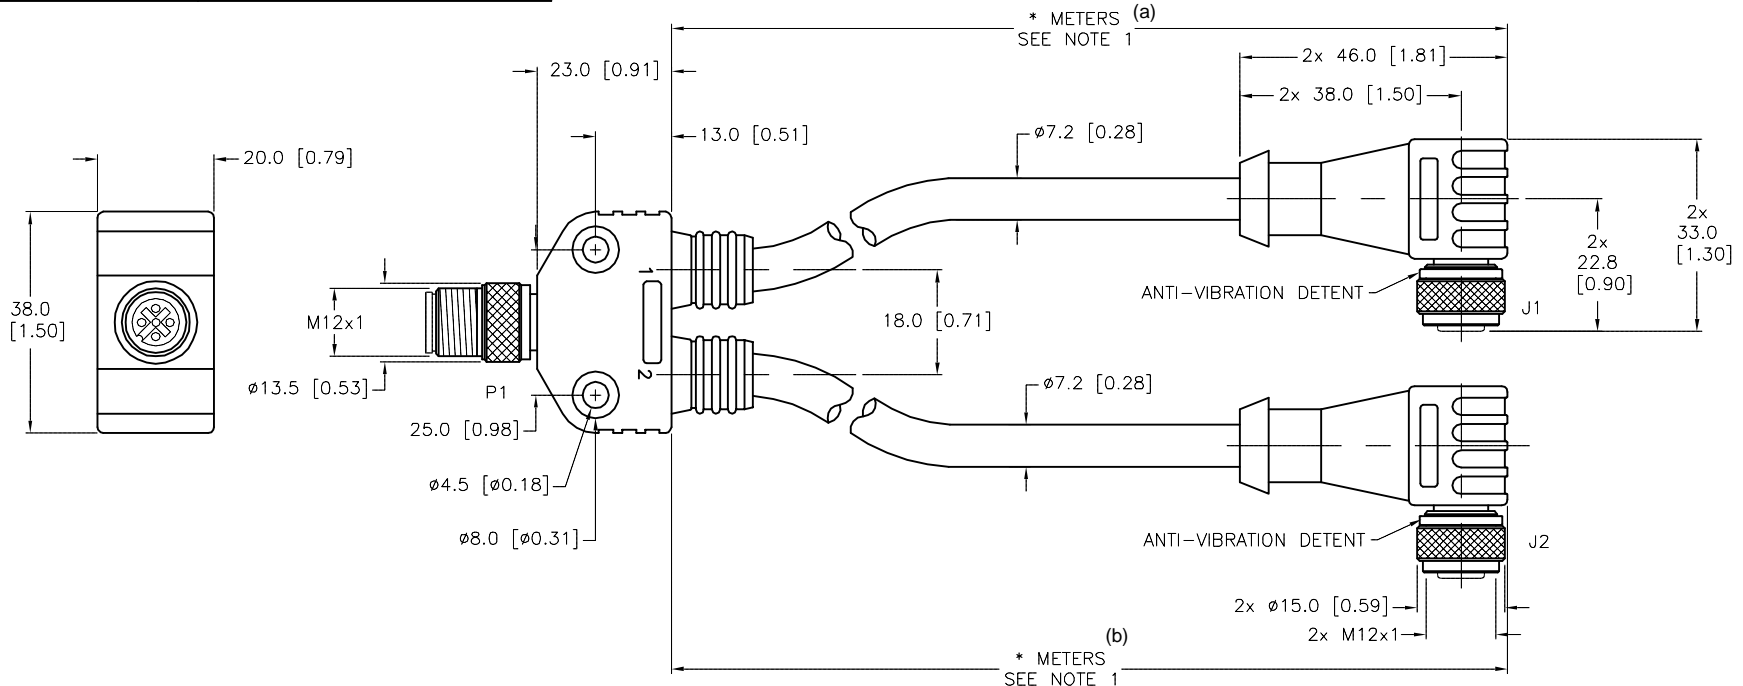 * METERS (a)
SEE NOTE 1
2x 46.0 [1.81]
23.0 [0.91]
2x 38.0 [1.50]
13.0 [0.51]
ø7.2 [0.28]
20.0 [0.79]
2x
33.0
[1.30]
2x
22.8
[0.90]
1
ANTI-VIBRATION DETENT
J1
38.0
[1.50]
M12x1
18.0 [0.71]
2
ø13.5 [0.53]
P1
ø7.2 [0.28]
25.0 [0.98]
ø4.5 [ø0.18]
ø8.0 [ø0.31]
ANTI-VIBRATION DETENT
J2
2x ø15.0 [0.59]
2x M12x1
(b)
* METERS
SEE NOTE 1